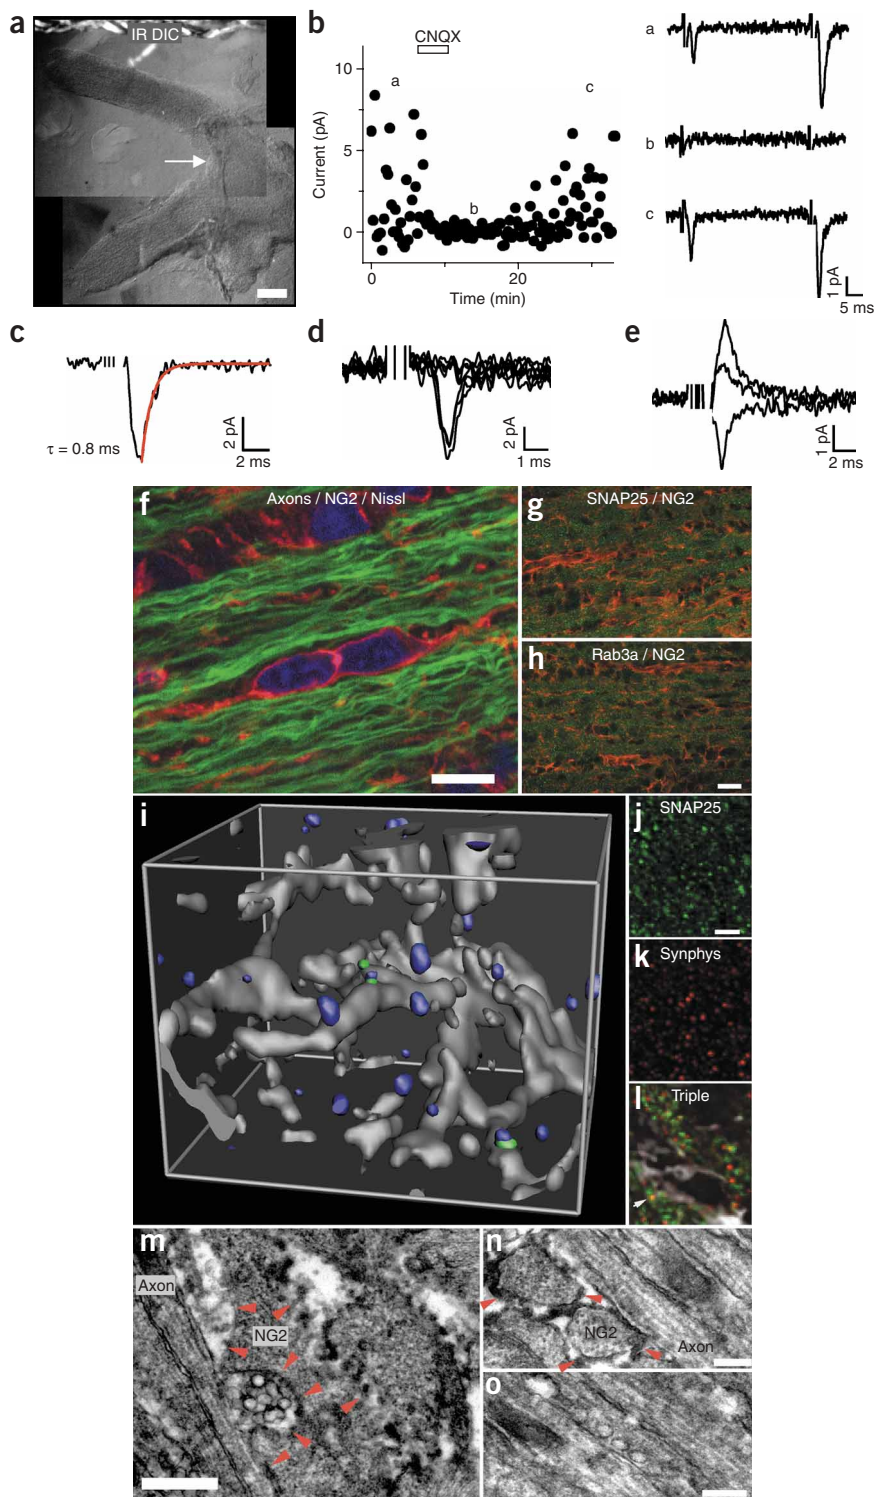 a
IR DIC
b
CNQX
10
5
0
Current (pA)
a
b
c
0
20
Time (min)
a
b
c
1 pA
5 ms
c
τ = 0.8 ms
2 pA
2 ms
d
2 pA
1 ms
e
1 pA
2 ms
f
Axons / NG2 / Nissl
g
SNAP25 / NG2
h
Rab3a / NG2
i
j
SNAP25
k
Synphys
l
Triple
m
Axon
NG2
n
NG2
Axon
o